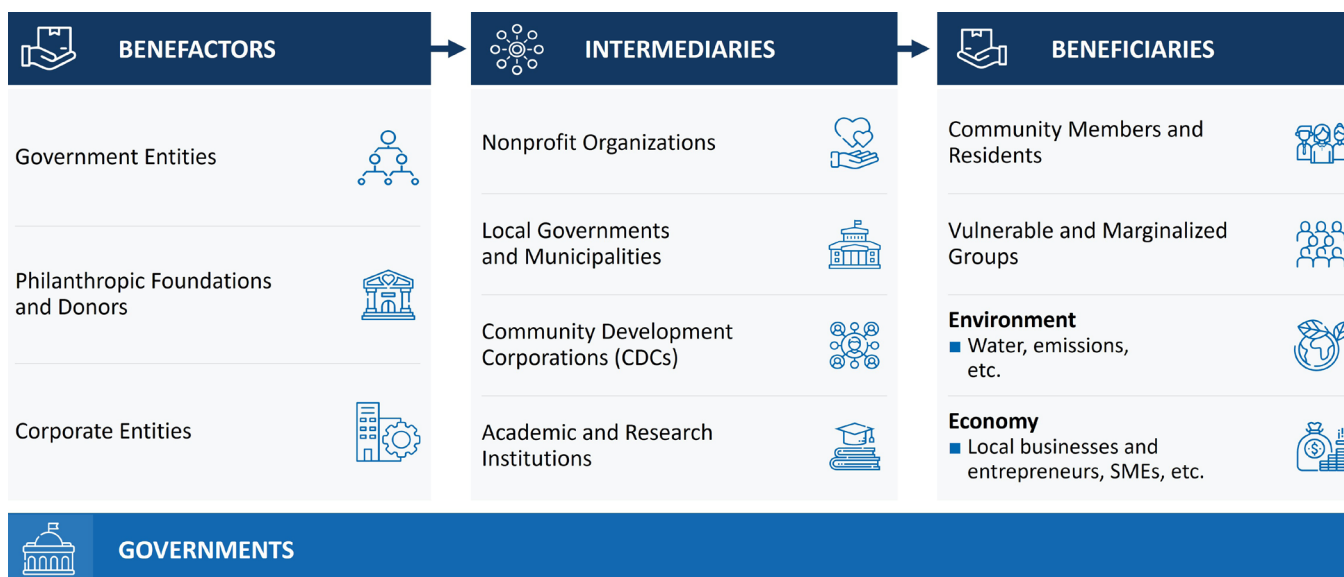 BENEFACTORS
Government Entities
Philanthropic Foundations
and Donors
Corporate Entities
INTERMEDIARIES
Nonprofit Organizations
Local Governments
and Municipalities
Community Development
Corporations (CDCs)
Academic and Research
Institutions
BENEFICIARIES
Community Members and
Residents
Vulnerable and Marginalized
Groups
Environment
■ Water, emissions,
etc.
Economy
■ Local businesses and
entrepreneurs, SMEs, etc.
GOVERNMENTS